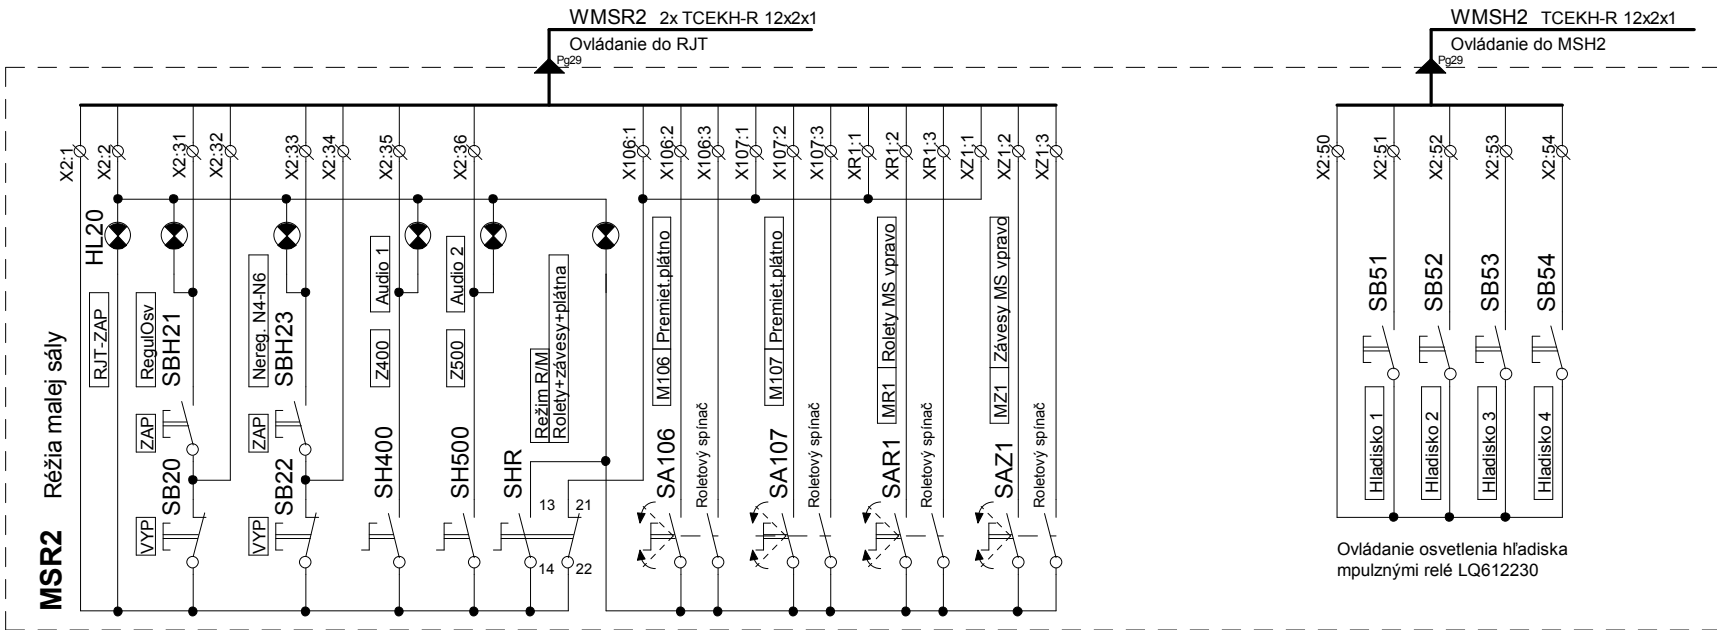 WMSR2 2x TCEKH-R 12x2x1
Ovládanie do RJT
Pg29
WMSH2 TCEKH-R 12x2x1
Ovládanie do MSH2
Pg29
X2:1
X2:2
X2:31
X2:32
X2:33
X2:34
X2:35
X2:36
X106:1
X106:2
X106:3
X107:1
X107:2
X107:3
XR1:1
XR1:2
XR1:3
XZ1:1
XZ1:2
XZ1:3
X2:50
X2:51
X2:52
X2:53
X2:54
MSR2 Réžia malej sály
HL20
RJT-ZAP
RegulOsv
SBH21
ZAP
SB20
VYP
Nereg. N4-N6
SBH23
ZAP
SB22
VYP
Audio 1
Z400
SH400
Audio 2
Z500
SH500
Režim R/M
Rolety+závesy+plátna
SHR
13
21
14
22
M106 Premiet.plátno
SA106
Roletový spínač
M107 Premiet.plátno
SA107
Roletový spínač
MR1 Rolety MS vpravo
SAR1
Roletový spínač
MZ1 Závesy MS vpravo
SAZ1
Roletový spínač
SB51
SB52
SB53
SB54
Hladisko 1
Hladisko 2
Hladisko 3
Hladisko 4
Ovládanie osvetlenia hľadiska
mpulznými relé LQ612230